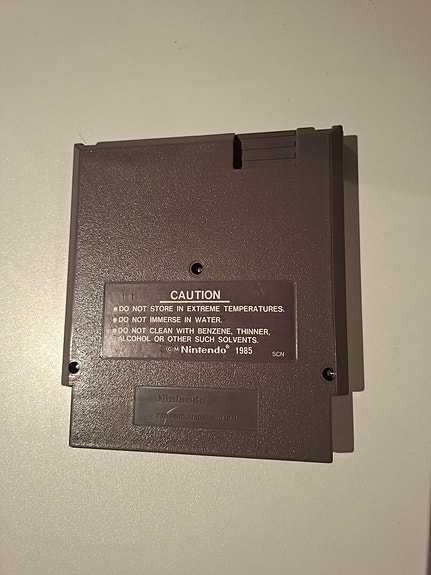 CAUTION
● DO NOT STORE IN EXTREME TEMPERATURES.
● DO NOT IMMERSE IN WATER.
● DO NOT CLEAN WITH BENZENE, THINNER,
ALCOHOL OR OTHER SUCH SOLVENTS.
© M Nintendo® 1985 SCN
Nintendo